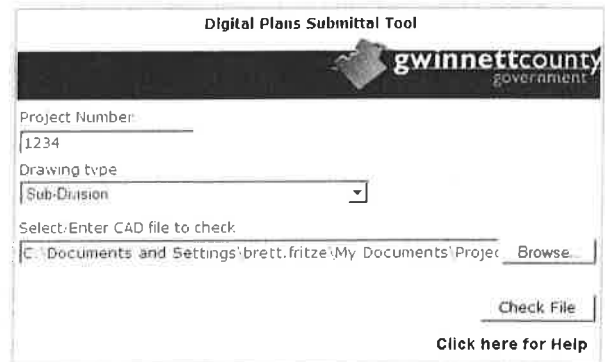 Digital Plans Submittal Tool
gwinnettcounty
government
Project Number
1234
Drawing type
Sub-Division
Select/Enter CAD file to check
C:\Documents and Settings\brett.fritze\My Documents\Projec
Browse...
Check File
Click here for Help